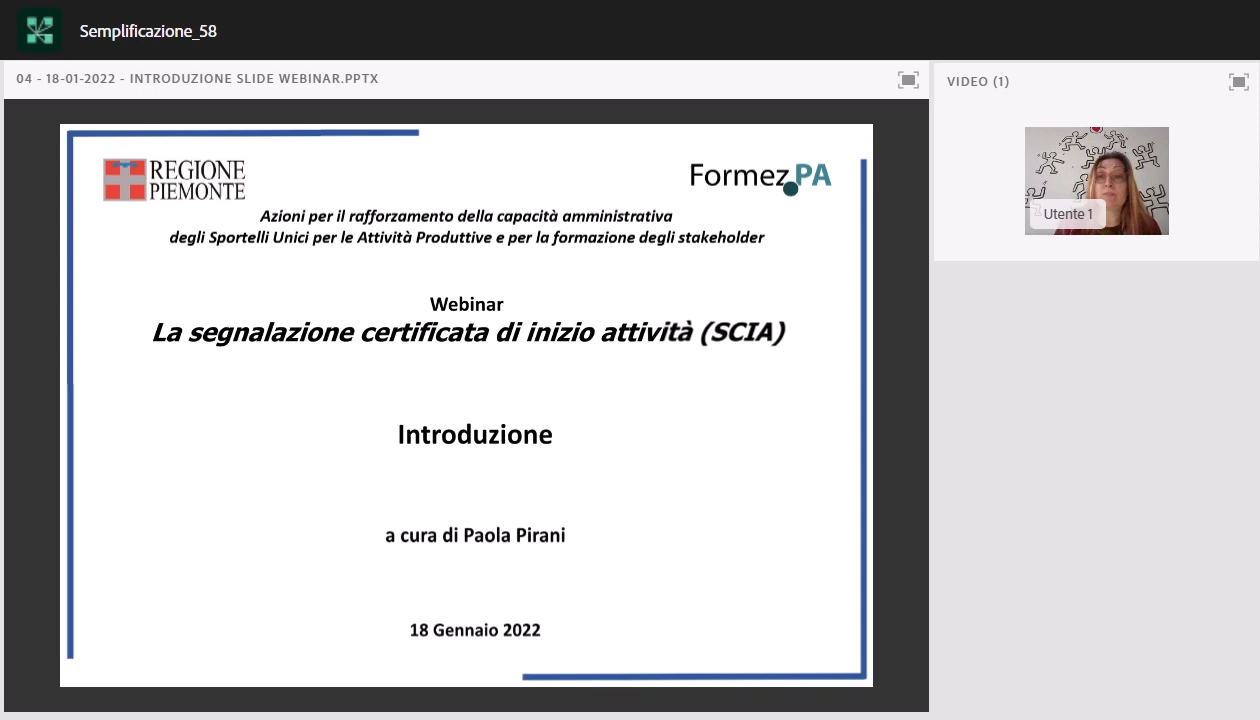 Semplificazione_58
04 - 18-01-2022 - INTRODUZIONE SLIDE WEBINAR.PPTX
VIDEO (1)
REGIONE
PIEMONTE
Formez PA
Azioni per il rafforzamento della capacità amministrativa
degli Sportelli Unici per le Attività Produttive e per la formazione degli stakeholder
Webinar
La segnalazione certificata di inizio attività (SCIA)
Introduzione
a cura di Paola Pirani
18 Gennaio 2022
Utente 1